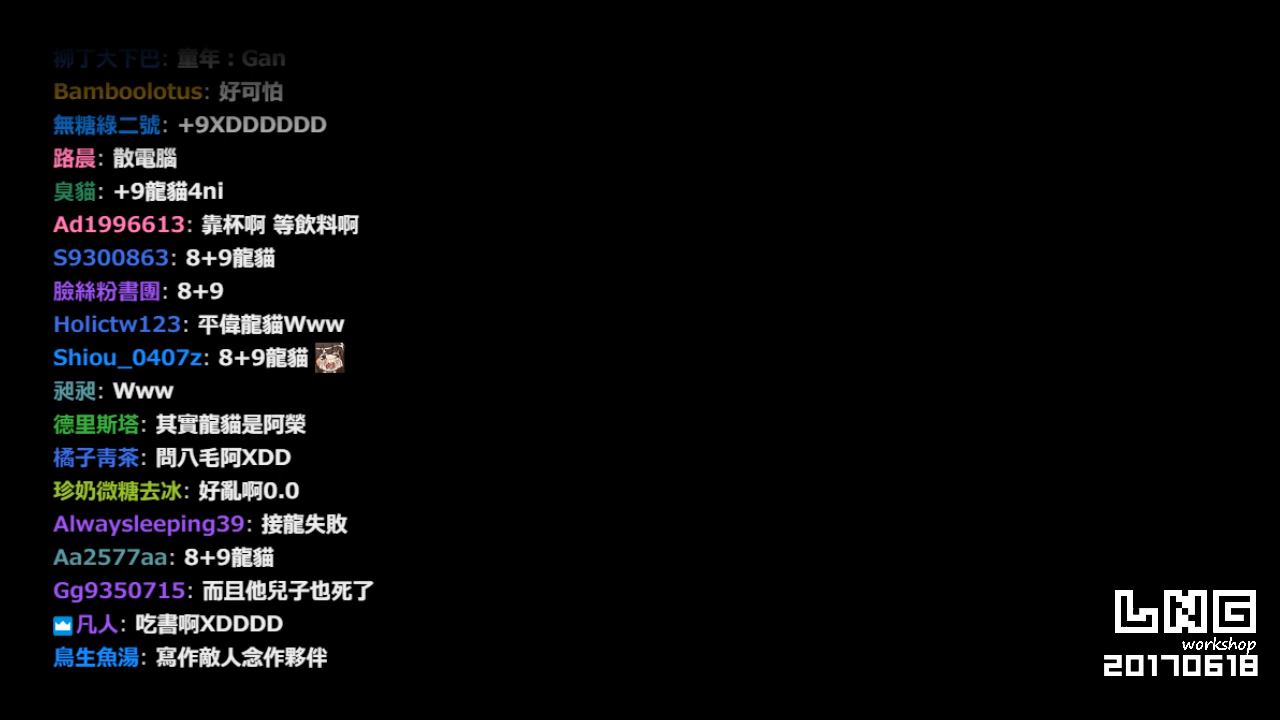 柳丁大下巴: 童年 : Gan
Bamboolotus: 好可怕
無糖綠二號: +9XDDDDDD
路晨: 散電腦
臭貓: +9龍貓4ni
Ad1996613: 靠杯啊 等飲料啊
S9300863: 8+9龍貓
臉絲粉書團: 8+9
Holictw123: 平偉龍貓Www
Shiou_0407z: 8+9龍貓
昶昶: Www
德里斯塔: 其實龍貓是阿榮
橘子靑茶: 問八毛阿XDD
珍奶微糖去冰: 好亂啊0.0
Alwaysleeping39: 接龍失敗
Aa2577aa: 8+9龍貓
Gg9350715: 而且他兒子也死了
凡人: 吃書啊XDDDD
鳥生魚湯: 寫作敵人念作夥伴
LNG
workshop
20170618